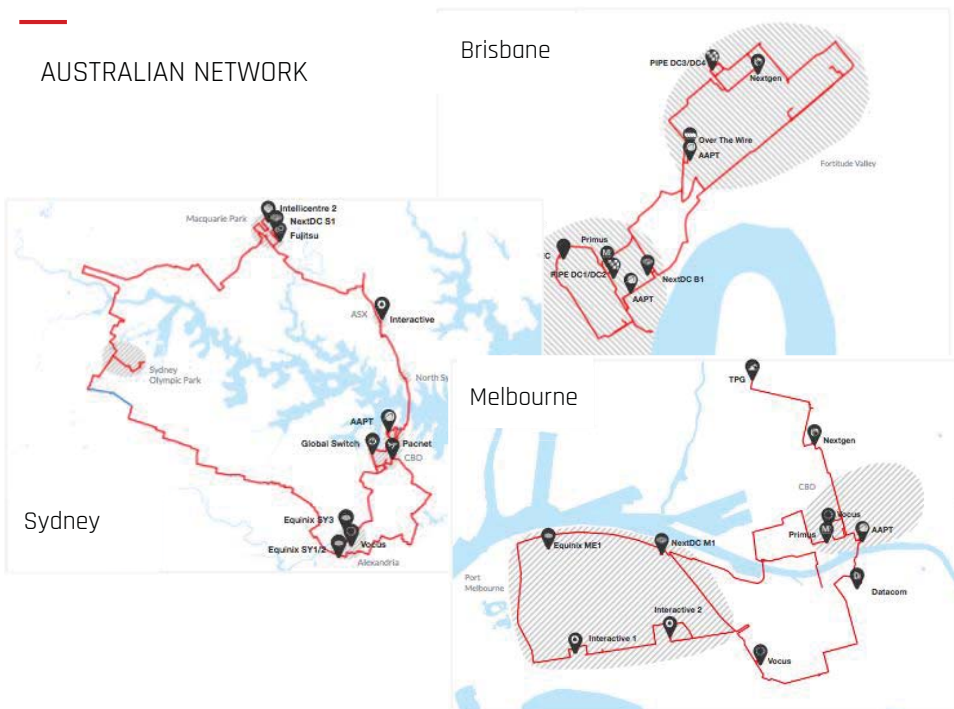 AUSTRALIAN NETWORK
Brisbane
PIPE DC3/DC4
Nextgen
Over The Wire
AAPT
Fortitude Valley
Primus
C
PIPE DC1/DC2
NextDC B1
AAPT
Intellicentre 2
Macquarie Park
NextDC S1
Fujitsu
ASX
Interactive
Sydney
Olympic Park
North Sy
AAPT
Global Switch
Pacnet
CBD
Equinix SY3
Vocus
Equinix SY1/2
Alexandria
Sydney
Melbourne
TPG
Nextgen
CBD
Vocus
Primus
AAPT
Equinix ME1
NextDC M1
Port
Melbourne
Datacom
Interactive 2
Interactive 1
Vocus